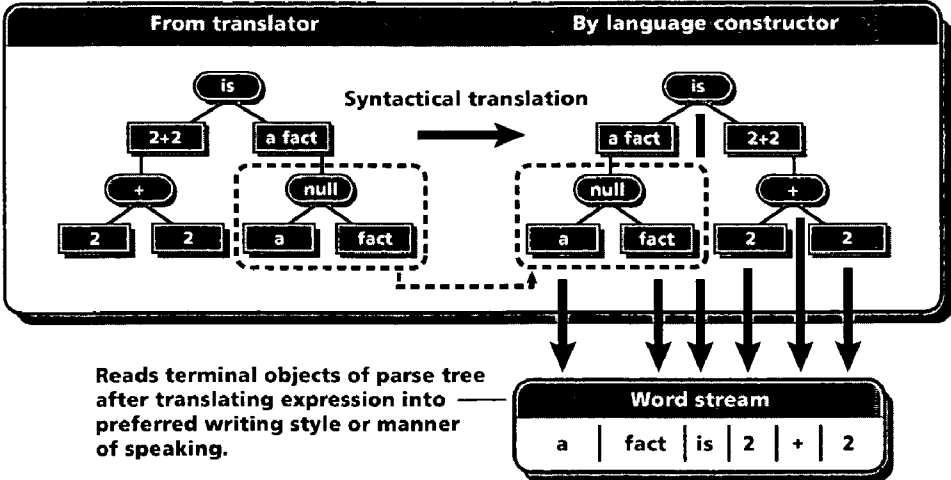 From translator
By language constructor
is
2+2
a fact
+
null
2
2
a
fact
Syntactical translation
is
a fact
2+2
null
+
a
fact
2
2
Reads terminal objects of parse tree
after translating expression into
preferred writing style or manner
of speaking.
Word stream
a | fact | is | 2 | + | 2